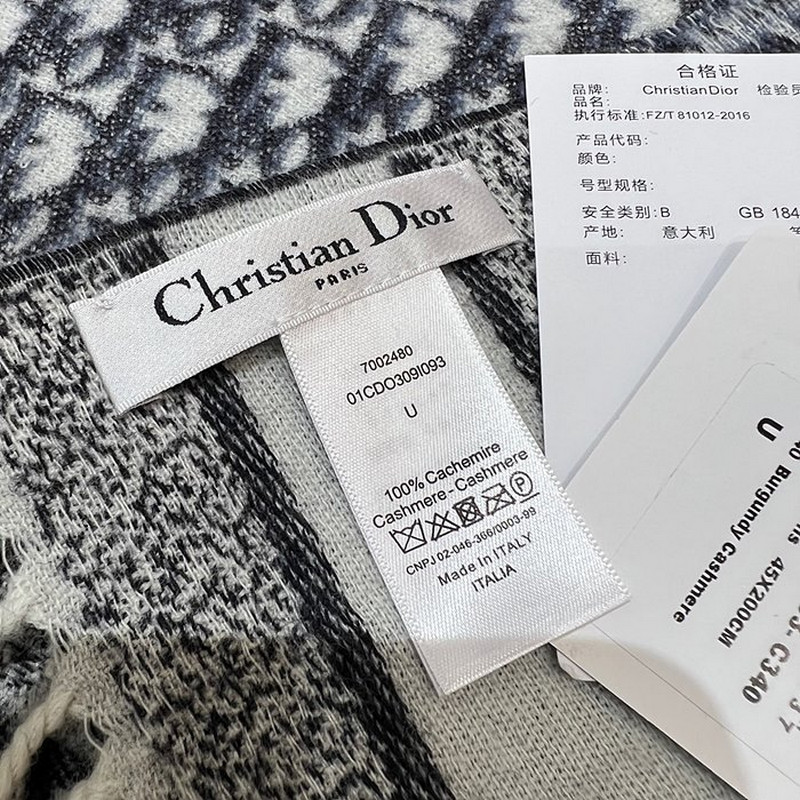 Christian Dior
PARIS
7002480
01CDO309I093
U
100% Cachemire
Cashmere-Cashmere
P
CNPJ 02-046-366/0003-99
Made In ITALY
ITALIA
合格证
品牌: ChristianDior 检验员
品名:
执行标准:FZ/T 81012-2016
产品代码:
颜色:
号型规格:
安全类别:B GB 184
产地: 意大利
面料:
U
40 Burgundy Cashmere
45X200CM
C340